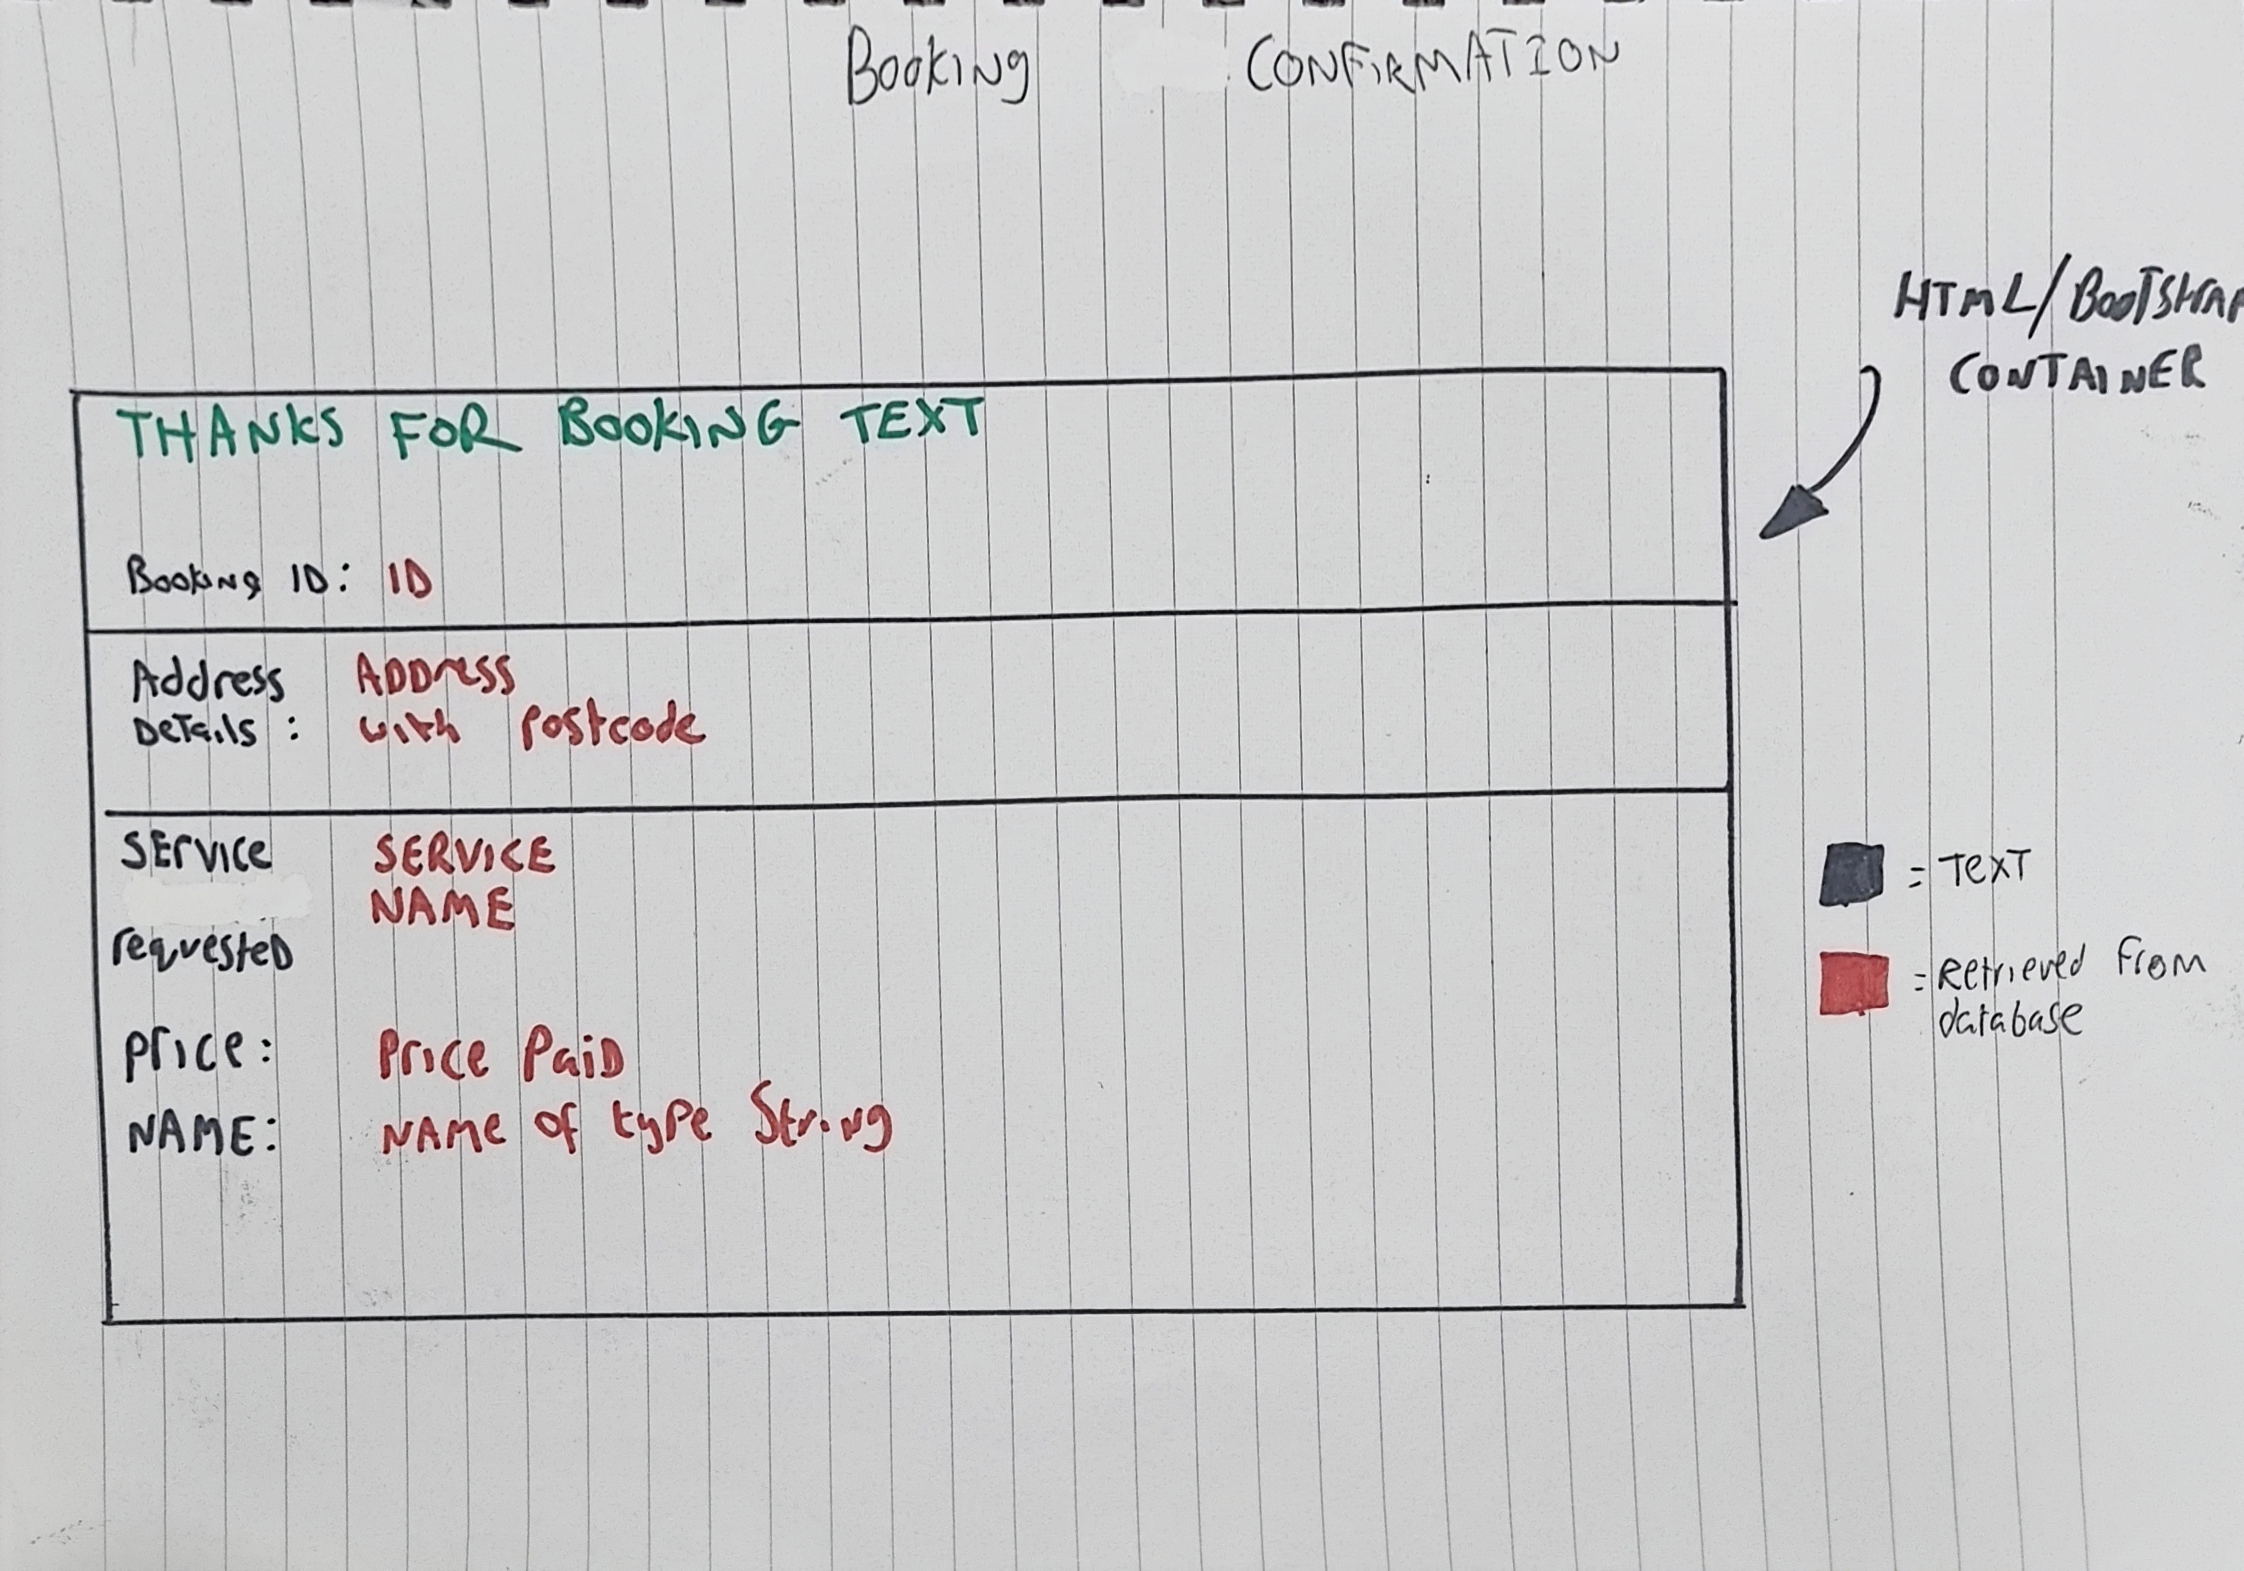 Booking CONFIRMATION
HTML/BOOTSTRAP
CONTAINER
THANKS FOR BOOKING TEXT
Booking ID: ID
Address ADDress
Details: with postcode
SERVICE SERVICE
NAME
requesteD
Price: Price PaiD
NAME: NAMe of type String
= TEXT
= Retrieved From
database